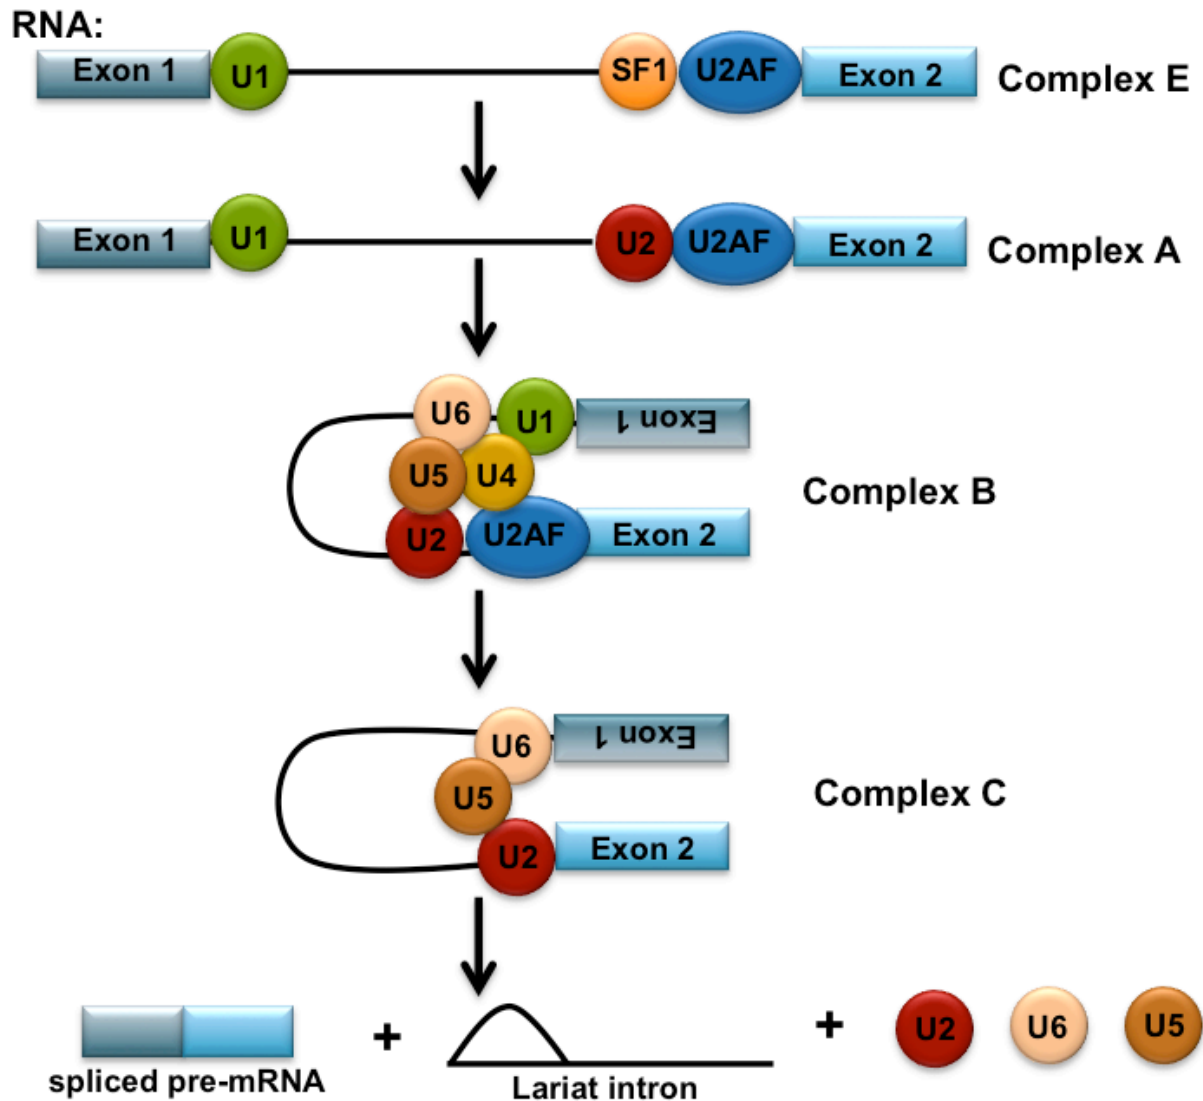 RNA:
Exon 1 U1 SF1 U2AF Exon 2 Complex E
Exon 1 U1 U2 U2AF Exon 2 Complex A
U6 U1 Exon 1
U5 U4
Complex B
U2 U2AF Exon 2
U6 Exon 1
U5 Complex C
U2 Exon 2
+ + U2 U6 U5
spliced pre-mRNA Lariat intron